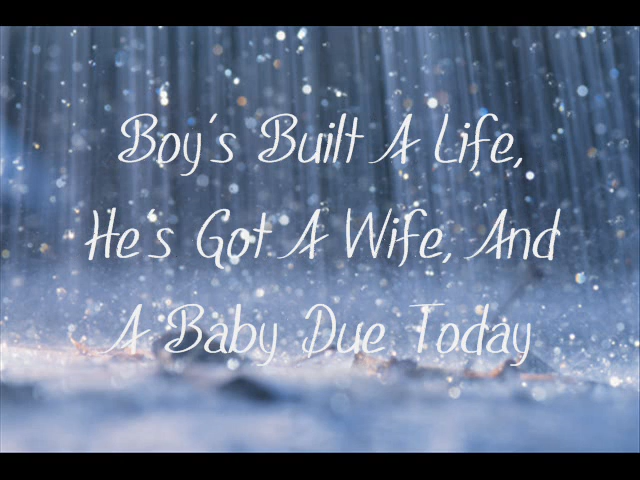 Boy's Built A Life,
He's Got A Wife, And
A Baby Due Today